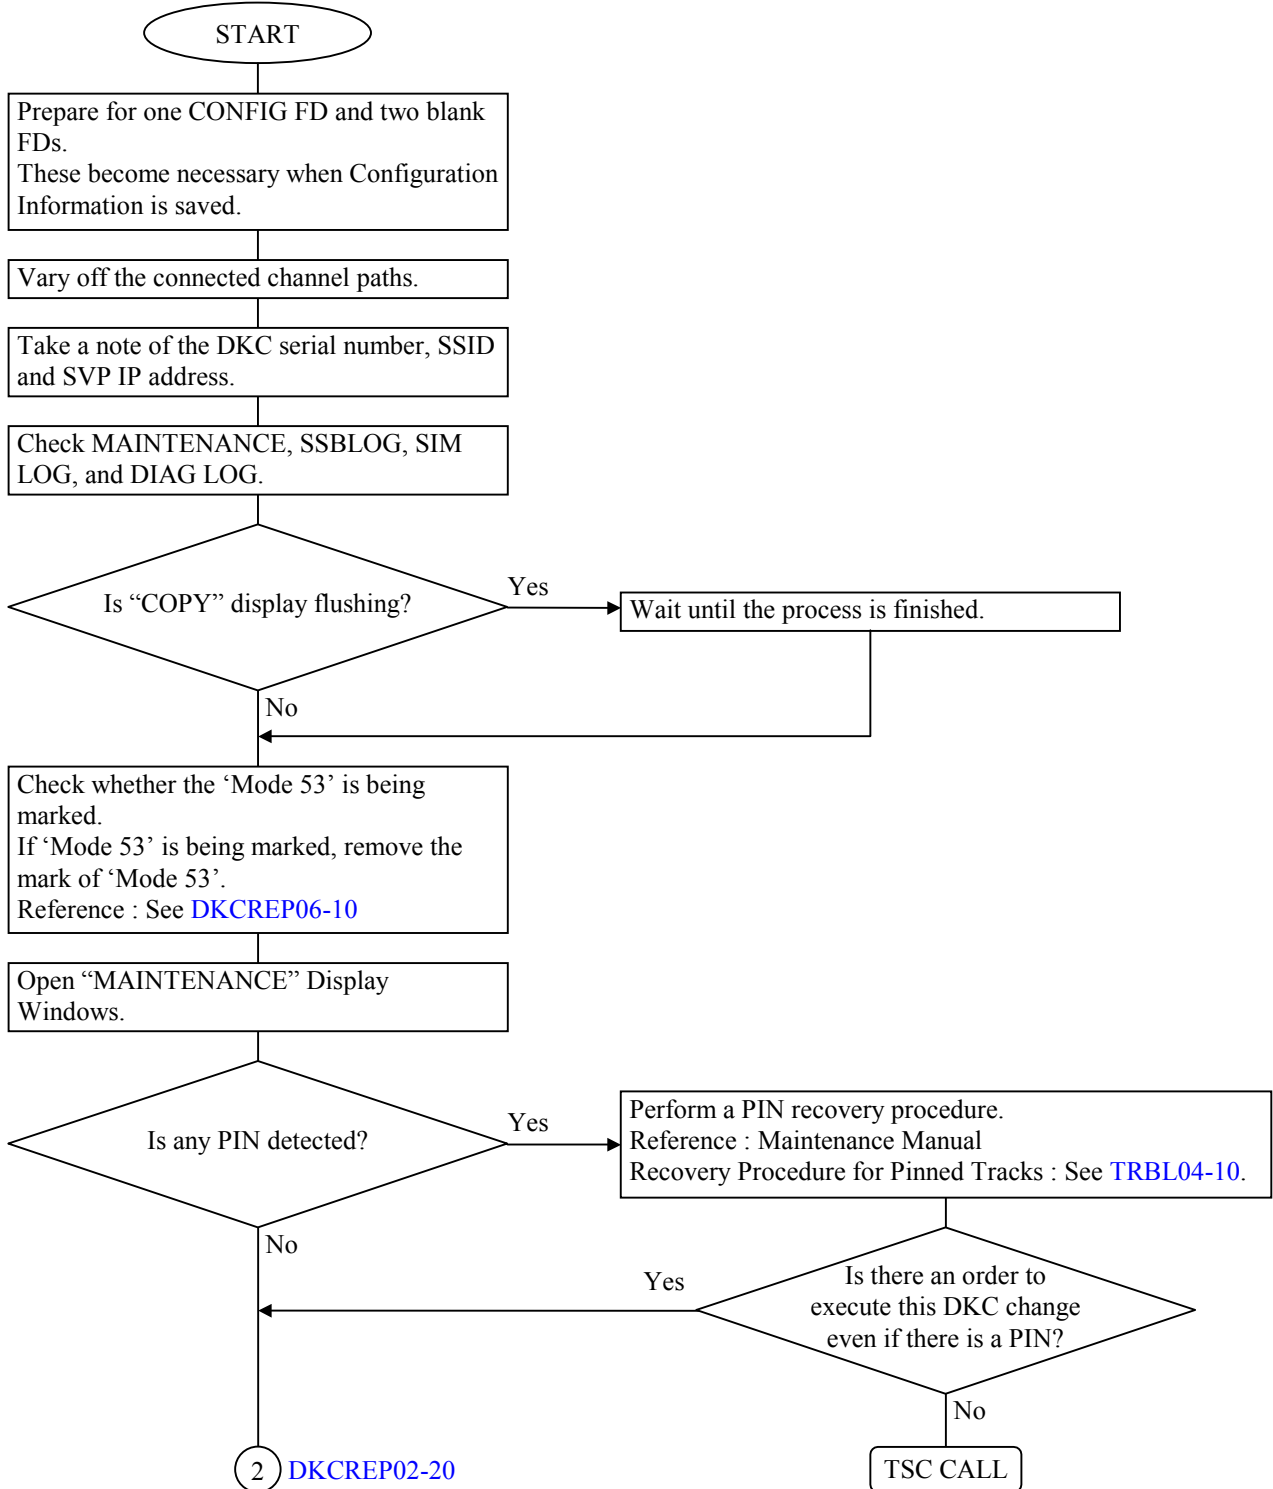 START
Prepare for one CONFIG FD and two blank
FDs.
These become necessary when Configuration
Information is saved.
Vary off the connected channel paths.
Take a note of the DKC serial number, SSID
and SVP IP address.
Check MAINTENANCE, SSBLOG, SIM
LOG, and DIAG LOG.
Is “COPY” display flushing?
Yes
Wait until the process is finished.
No
Check whether the ‘Mode 53’ is being
marked.
If ‘Mode 53’ is being marked, remove the
mark of ‘Mode 53’.
Reference : See DKCREP06-10
Open “MAINTENANCE” Display
Windows.
Is any PIN detected?
Yes
Perform a PIN recovery procedure.
Reference : Maintenance Manual
Recovery Procedure for Pinned Tracks : See TRBL04-10.
No
Is there an order to
execute this DKC change
even if there is a PIN?
Yes
No
2 DKCREP02-20
TSC CALL